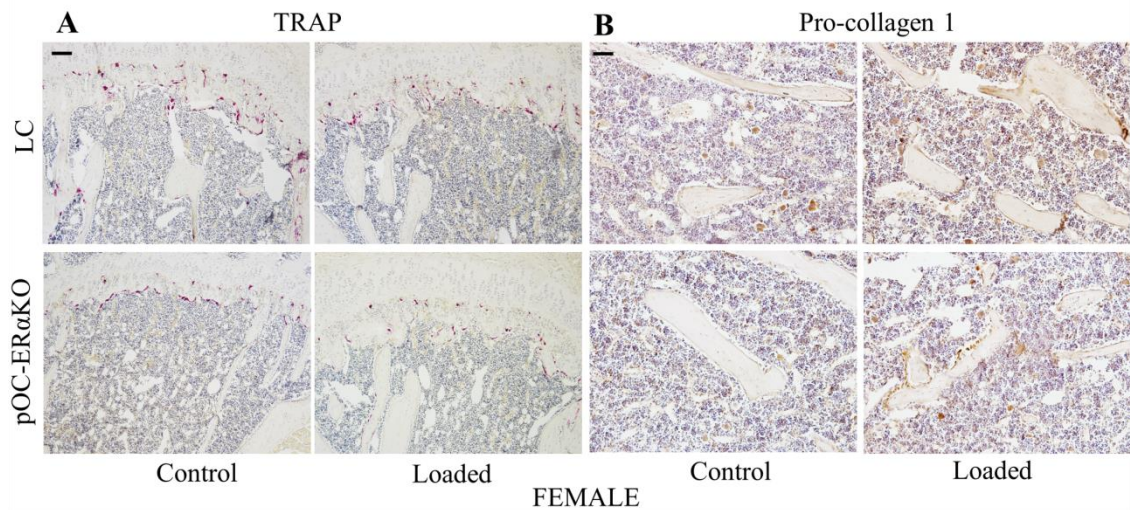 A TRAP B Pro-collagen 1
LC
pOC-ERαKO
Control Loaded Control Loaded
FEMALE